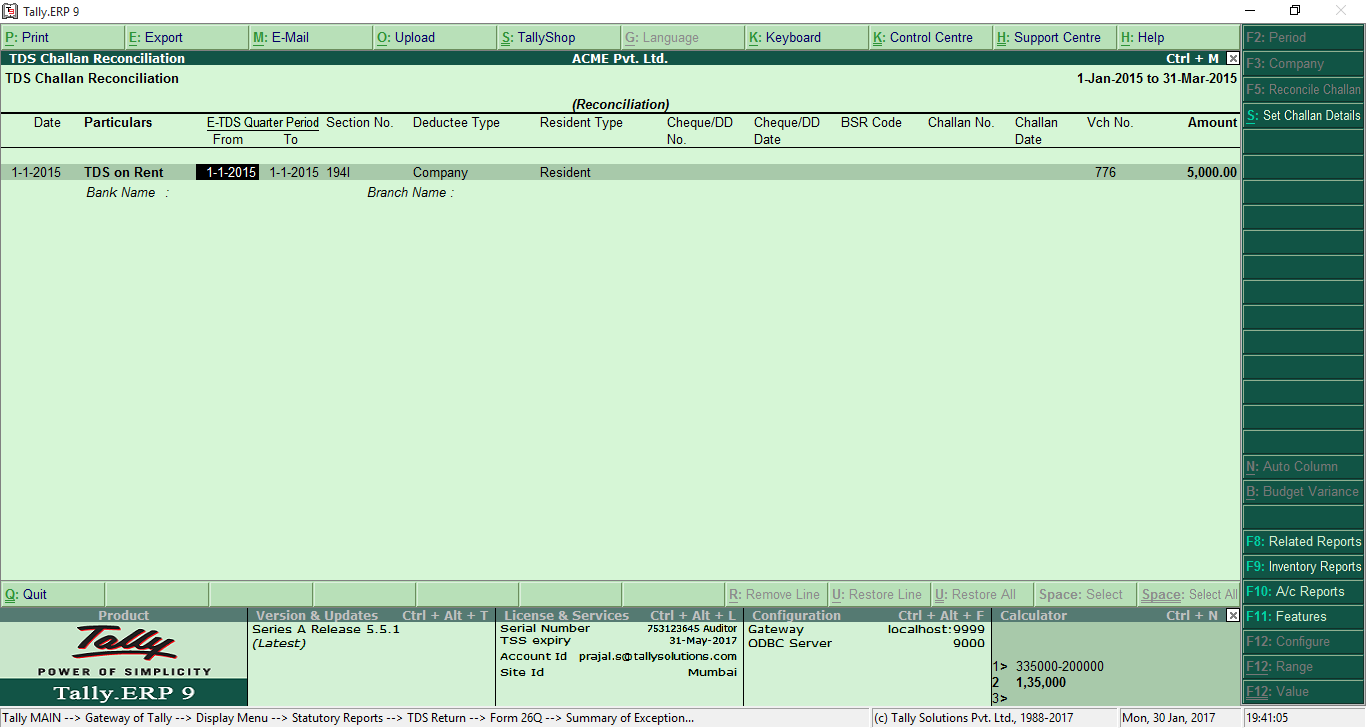 Tally.ERP 9
P: Print E: Export M: E-Mail O: Upload S: TallyShop G: Language K: Keyboard K: Control Centre H: Support Centre H: Help
TDS Challan Reconciliation ACME Pvt. Ltd. Ctrl + M
TDS Challan Reconciliation 1-Jan-2015 to 31-Mar-2015
(Reconciliation)
Date Particulars E-TDS Quarter Period Section No. Deductee Type Resident Type Cheque/DD Cheque/DD BSR Code Challan No. Challan Vch No. Amount
From To No. Date Date
1-1-2015 TDS on Rent 1-1-2015 1-1-2015 194I Company Resident 776 5,000.00
Bank Name : Branch Name :
F2: Period
F3: Company
F5: Reconcile Challan
S: Set Challan Details
N: Auto Column
B: Budget Variance
F8: Related Reports
F9: Inventory Reports
F10: A/c Reports
F11: Features
F12: Configure
F12: Range
F12: Value
Q: Quit R: Remove Line U: Restore Line U: Restore All Space: Select Space: Select All
Product
Tally
POWER OF SIMPLICITY
Tally.ERP 9
Version & Updates Ctrl + Alt + T
Series A Release 5.5.1
(Latest)
License & Services Ctrl + Alt + L
Serial Number 753123645 Auditor
TSS expiry 31-May-2017
Account Id prajal.s@tallysolutions.com
Site Id Mumbai
Configuration Ctrl + Alt + F
Gateway localhost:9999
ODBC Server 9000
Calculator Ctrl + N
1> 335000-200000
2 1,35,000
3>
Tally MAIN --> Gateway of Tally --> Display Menu --> Statutory Reports --> TDS Return --> Form 26Q --> Summary of Exception... (c) Tally Solutions Pvt. Ltd., 1988-2017 Mon, 30 Jan, 2017 19:41:05